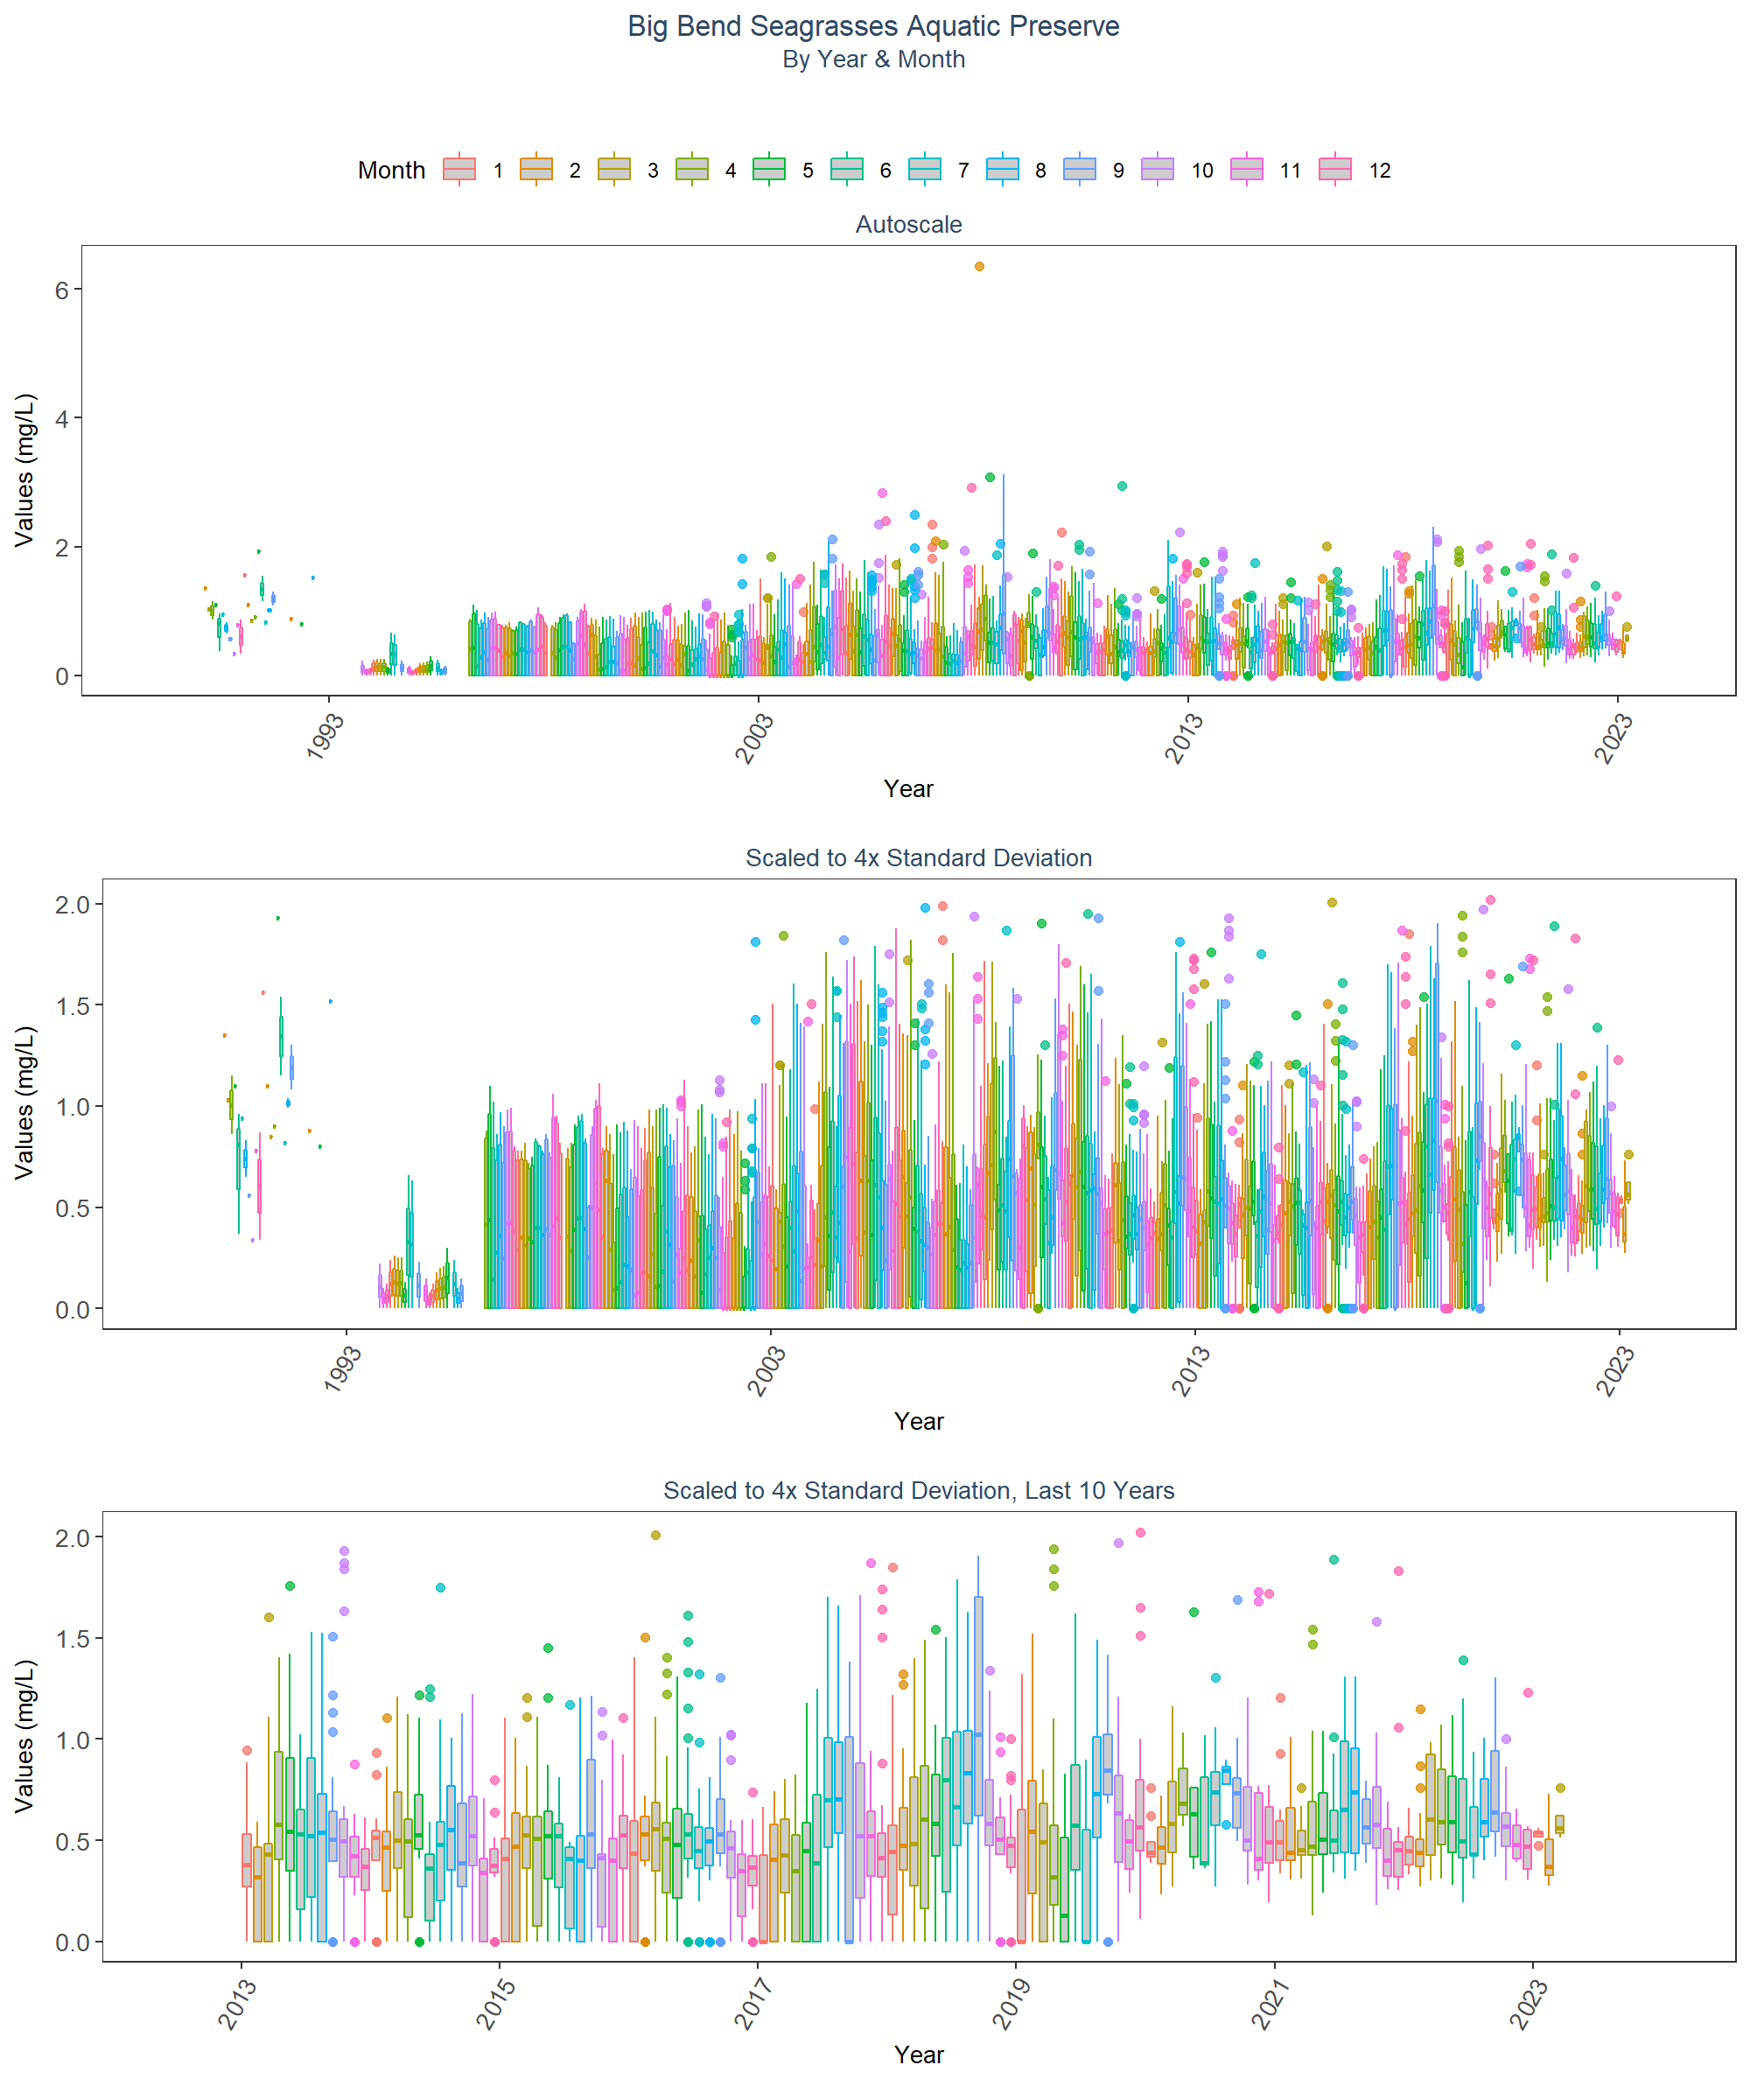 Big Bend Seagrasses Aquatic Preserve
By Year & Month
Month 1 2 3 4 5 6 7 8 9 10 11 12
Autoscale
Values (mg/L)
6
4
2
0
1993 2003 2013 2023
Year
Scaled to 4x Standard Deviation
Values (mg/L)
2.0
1.5
1.0
0.5
0.0
1993 2003 2013 2023
Year
Scaled to 4x Standard Deviation, Last 10 Years
Values (mg/L)
2.0
1.5
1.0
0.5
0.0
2013 2015 2017 2019 2021 2023
Year